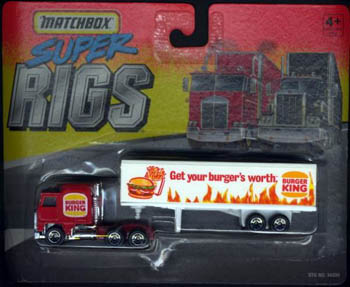 MATCHBOX
SUPER
RIGS
4+
Get your burger's worth.
BURGER
KING
BURGER
KING